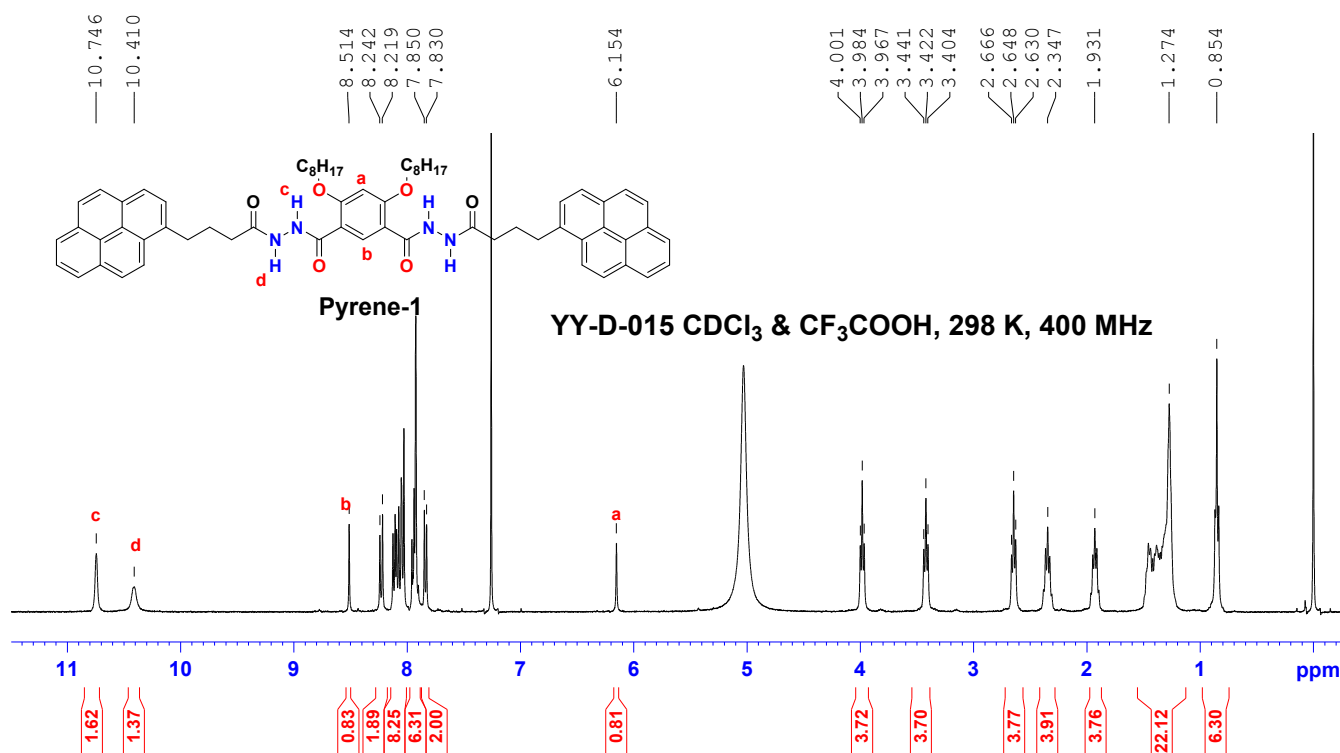 10.746
10.410
8.514
8.242
8.219
7.850
7.830
6.154
4.001
3.984
3.967
3.441
3.422
3.404
2.666
2.648
2.630
2.347
1.931
1.274
0.854
C8H17 C8H17
c H O a O H H
O N N N N O
H d O b O H
Pyrene-1
YY-D-015 CDCl3 & CF3COOH, 298 K, 400 MHz
c d b a
11 10 9 8 7 6 5 4 3 2 1 ppm
1.62 1.37 0.83 1.89 8.25 6.31 2.00 0.81 3.72 3.70 3.77 3.91 3.76 22.12 6.30